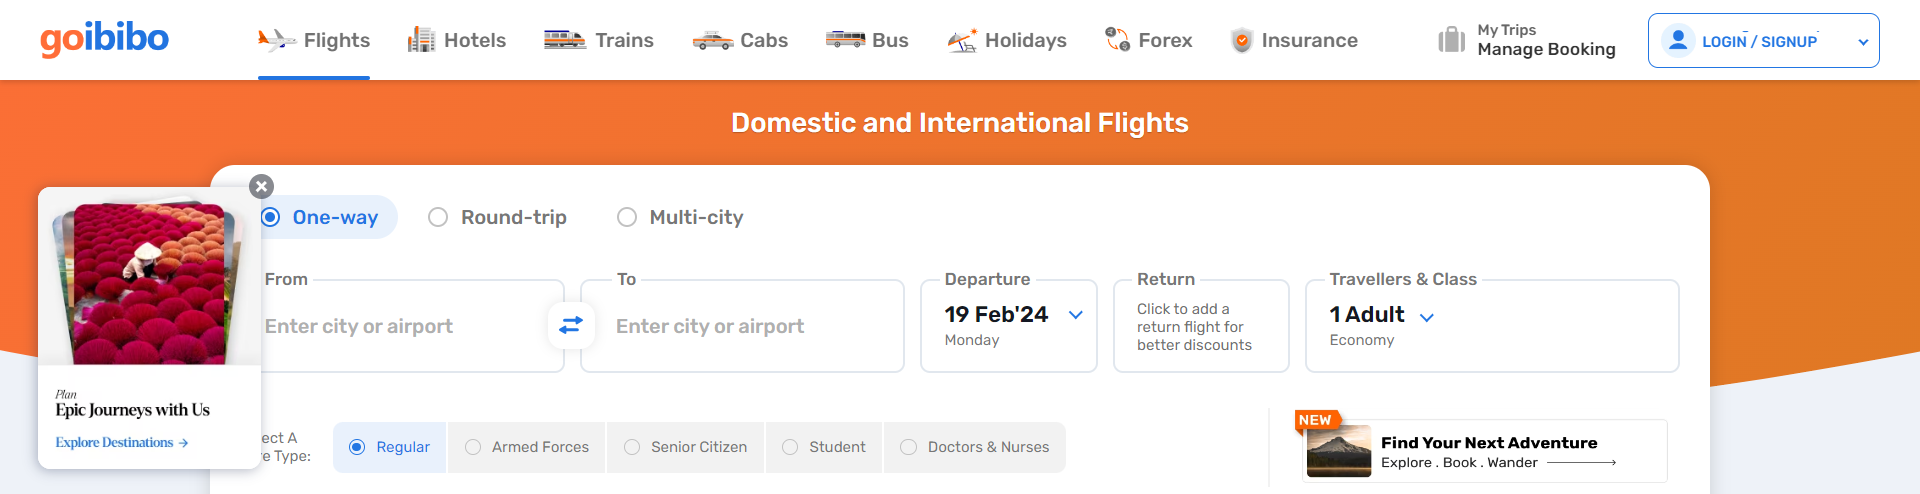 goibibo
Flights
Hotels
Trains
Cabs
Bus
Holidays
Forex
Insurance
My Trips
Manage Booking
LOGIN / SIGNUP
Domestic and International Flights
One-way
Round-trip
Multi-city
From
Enter city or airport
To
Enter city or airport
Departure
19 Feb'24
Monday
Return
Click to add a
return flight for
better discounts
Travellers & Class
1 Adult
Economy
Plan
Epic Journeys with Us
Explore Destinations
ect A
e Type:
Regular
Armed Forces
Senior Citizen
Student
Doctors & Nurses
NEW
Find Your Next Adventure
Explore . Book . Wander